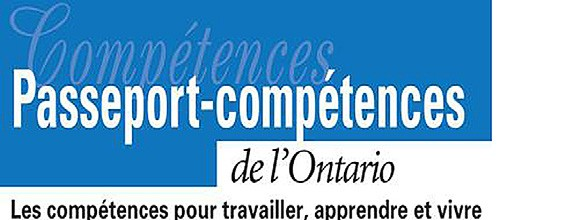 Compétences
Passeport-compétences
de l'Ontario
Les compétences pour travailler, apprendre et vivre